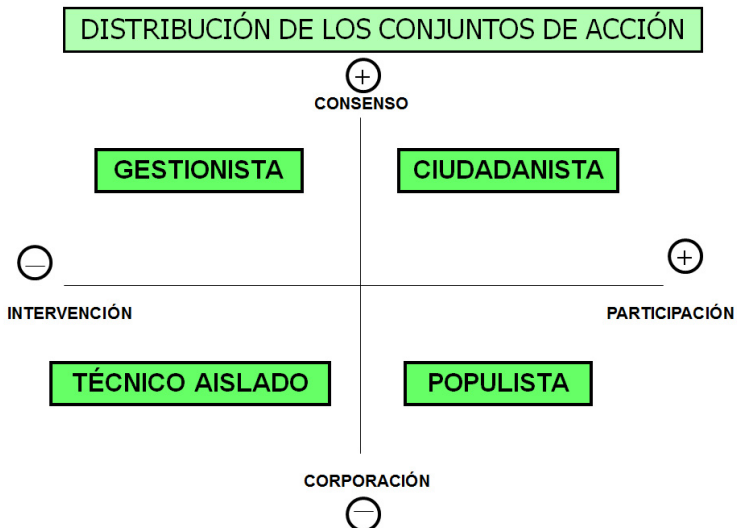 DISTRIBUCIÓN DE LOS CONJUNTOS DE ACCIÓN
+
CONSENSO
GESTIONISTA
CIUDADANISTA
—
+
INTERVENCIÓN
PARTICIPACIÓN
TÉCNICO AISLADO
POPULISTA
CORPORACIÓN
—